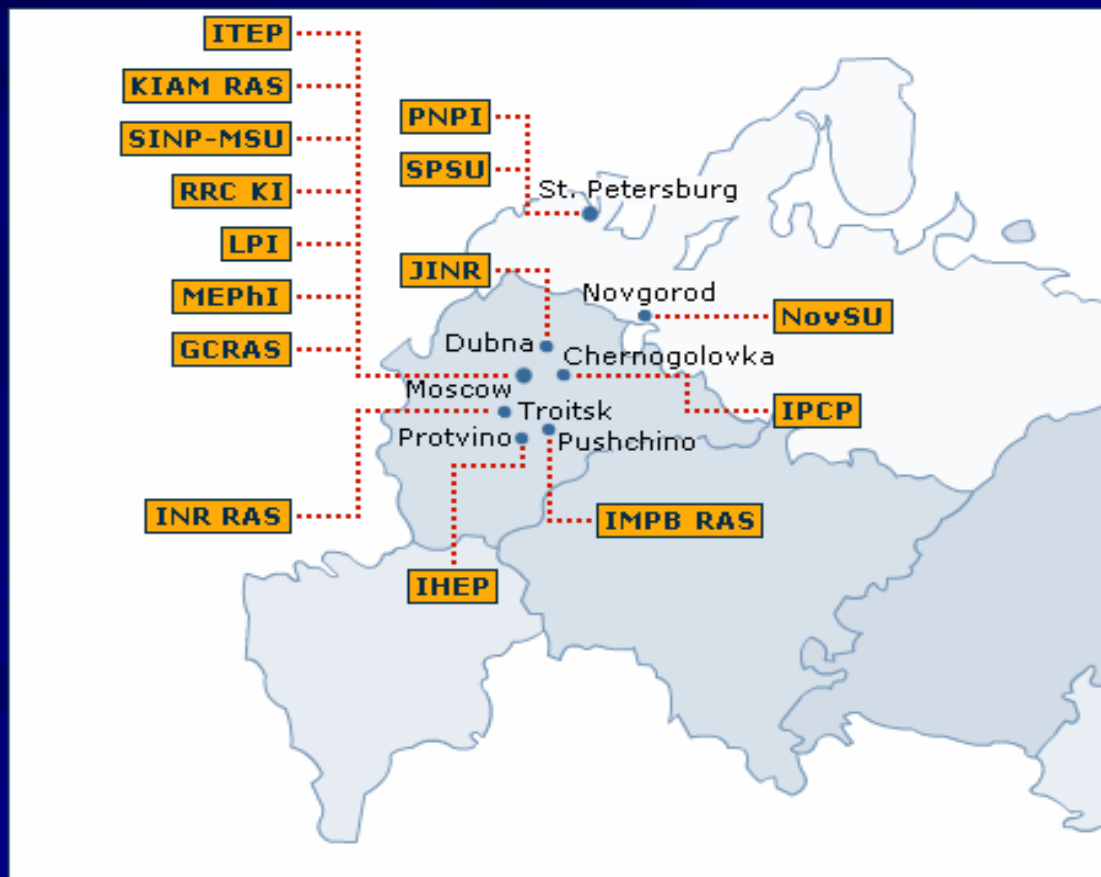 ITEP
KIAM RAS
SINP-MSU
RRC KI
LPI
MEPhI
GCRAS
INR RAS
PNPI
SPSU
St. Petersburg
JINR
Novgorod
NovSU
Dubna
Chernogolovka
Moscow
IPCP
Troitsk
Protvino
Pushchino
IMPB RAS
IHEP